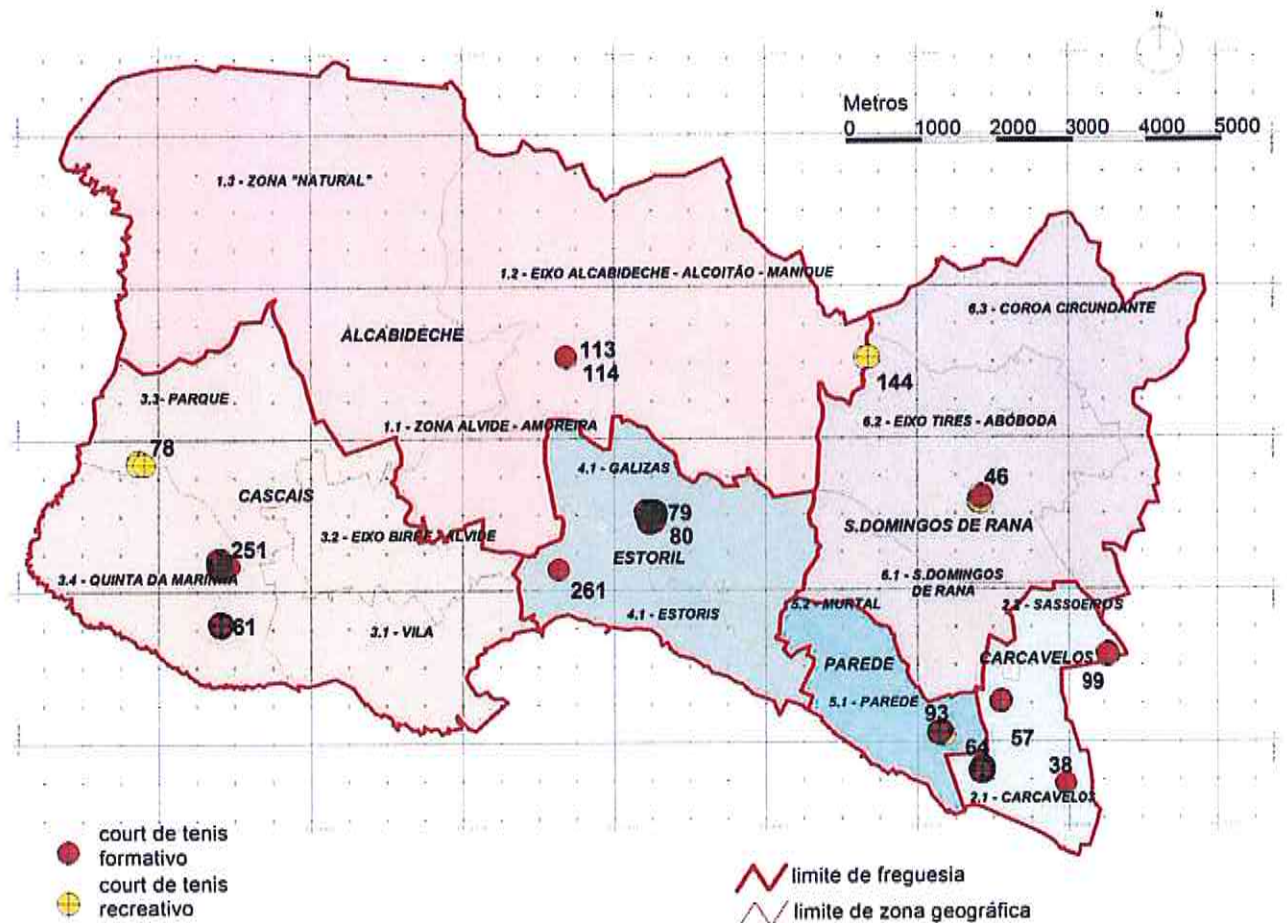 N
Metros
0 1000 2000 3000 4000 5000
1.3 - ZONA "NATURAL"
1.2 - EIXO ALCABIDECHE - ALCOITÃO - MANIQUE
6.3 - COROA CIRCUNDANTE
ALCABIDECHE
113
114
144
3.3 - PARQUE
1.1 - ZONA ALVIDE - AMOREIRA
6.2 - EIXO TIRES - ABÓBODA
78
4.1 - GALIZAS
CASCAIS
46
79
80
S.DOMINGOS DE RANA
3.2 - EIXO BIRRE - ALVIDE
ESTORIL
251
3.4 - QUINTA DA MARINHA
261
6.1 - S.DOMINGOS
DE RANA
4.1 - ESTORIS
5.2 - MURTAL
2.2 - SASSOEIROS
61
3.1 - VILA
PAREDE
CARCAVELOS
99
5.1 - PAREDE
93
57
64
38
2.1 - CARCAVELOS
court de tenis
formativo
court de tenis
recreativo
limite de freguesia
limite de zona geográfica